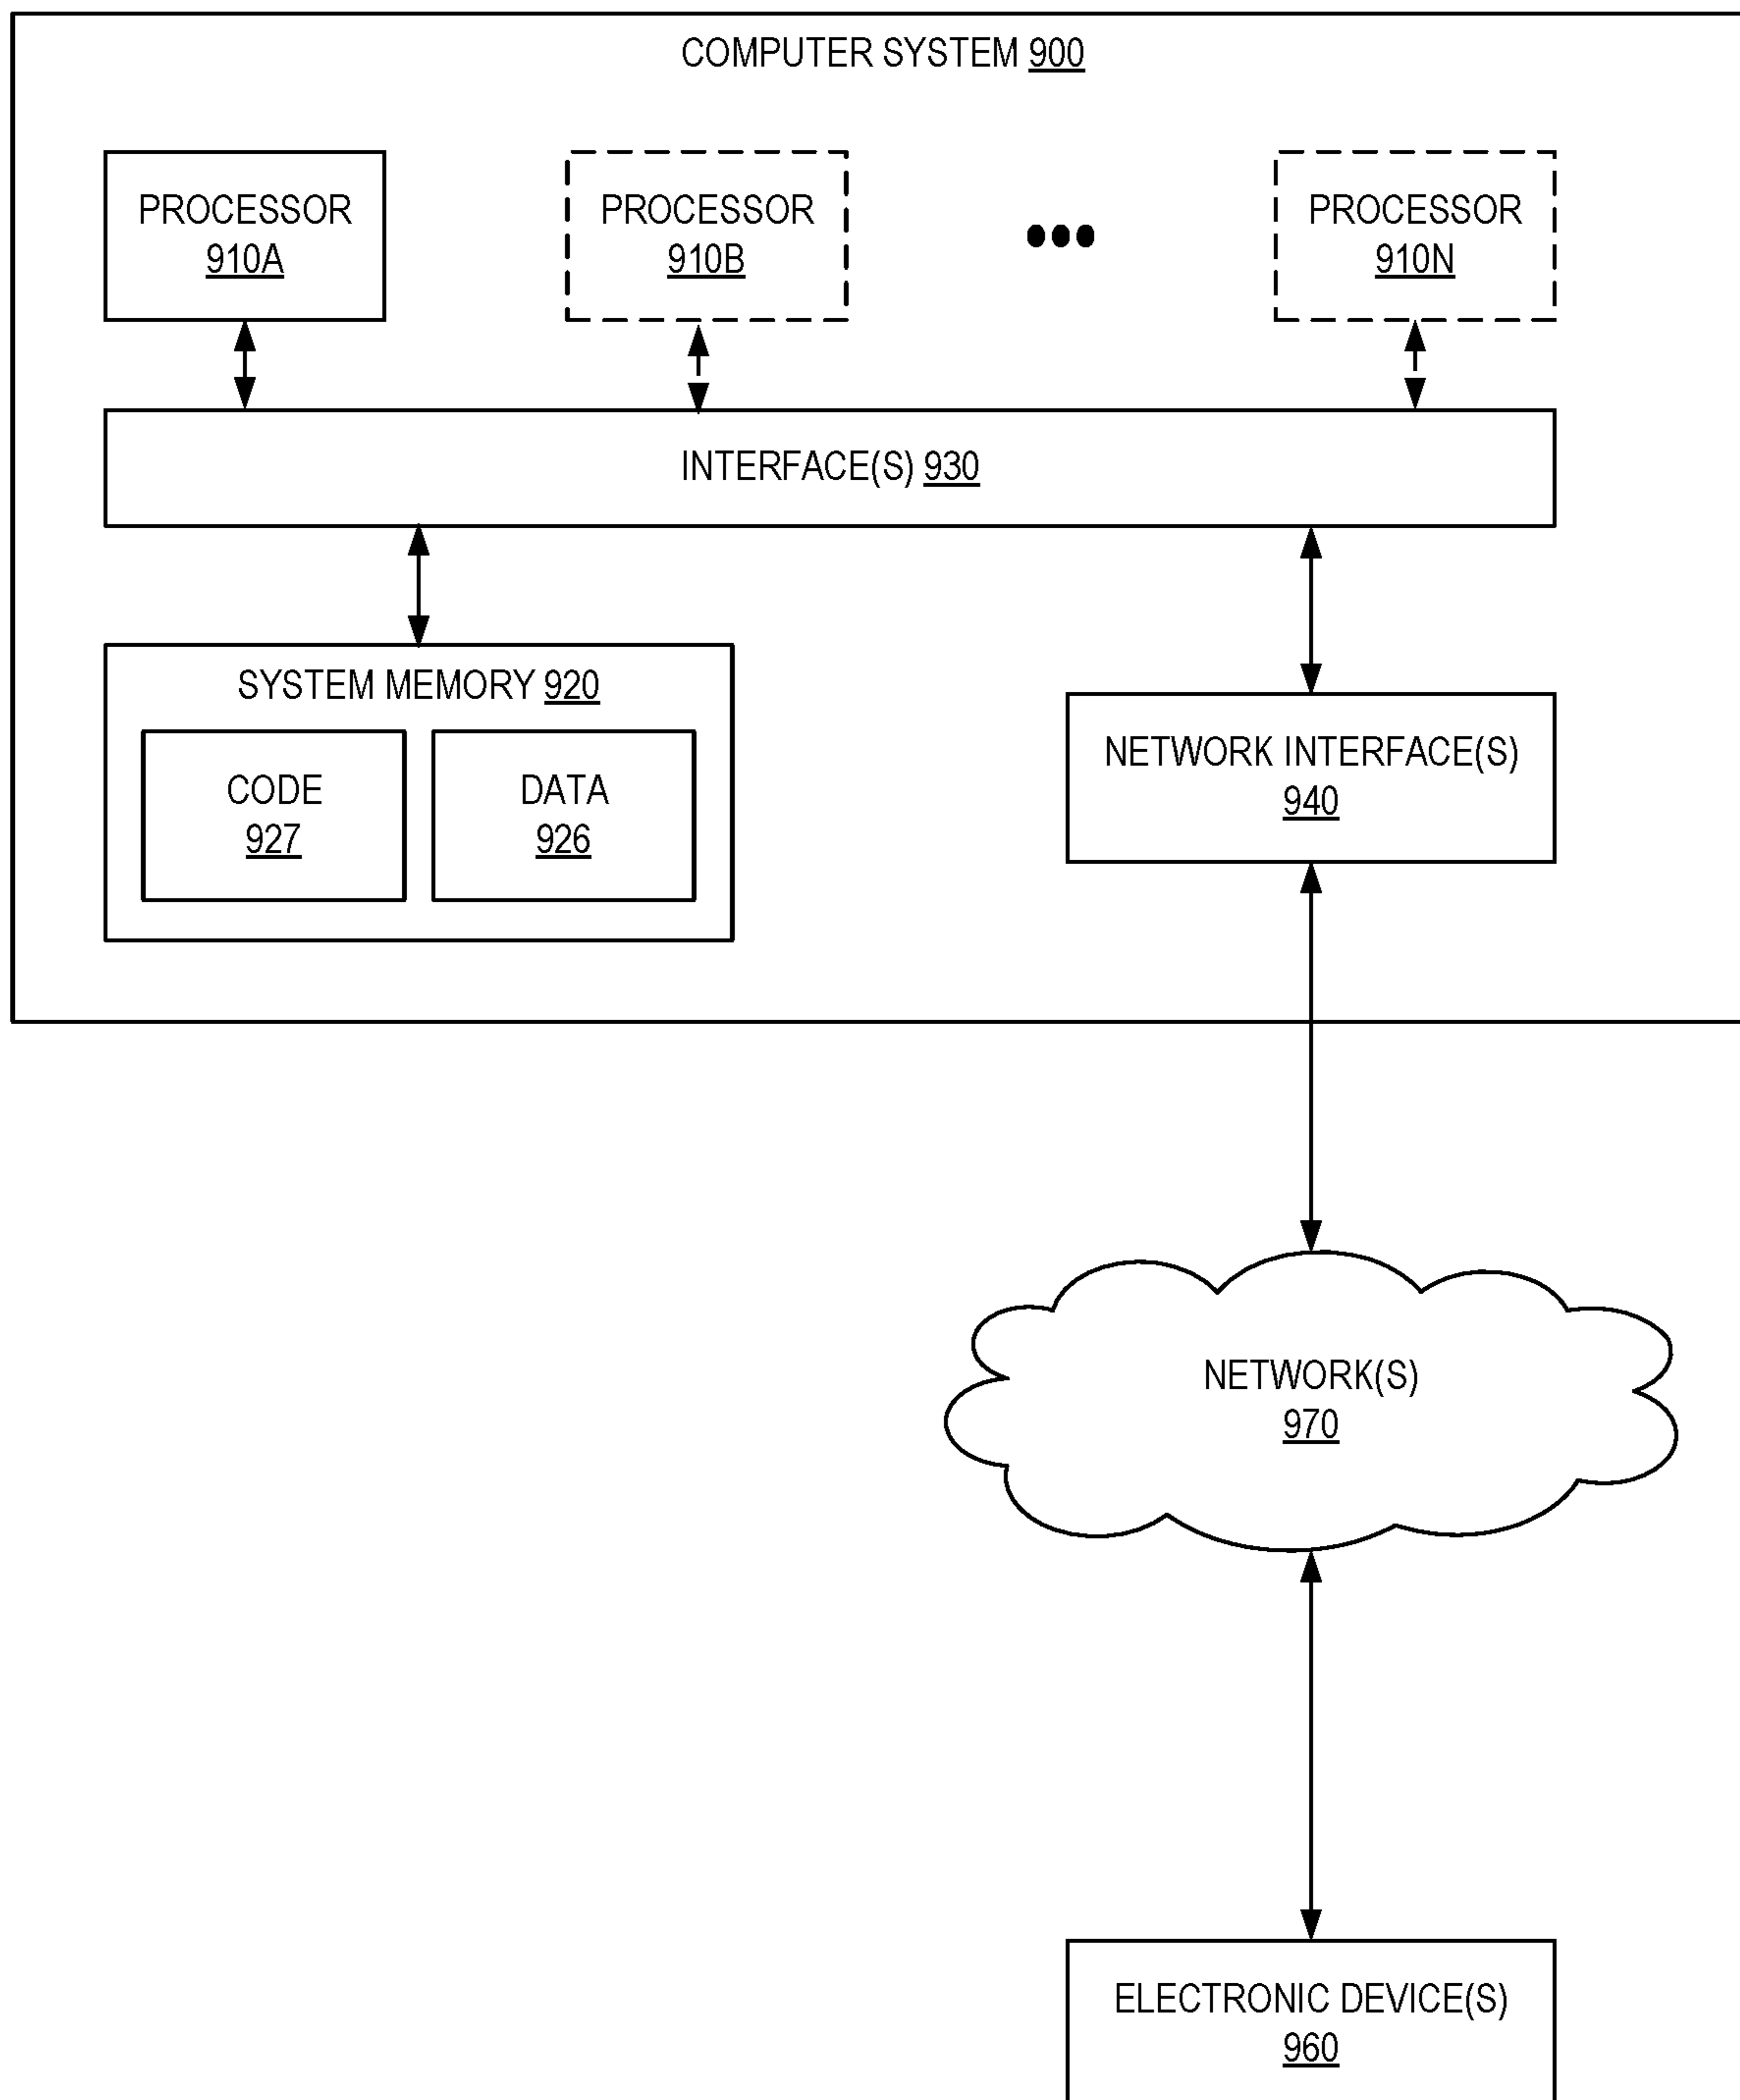 COMPUTER SYSTEM 900
PROCESSOR
910A
PROCESSOR
910B
PROCESSOR
910N
INTERFACE(S) 930
SYSTEM MEMORY 920
CODE
927
DATA
926
NETWORK INTERFACE(S)
940
NETWORK(S)
970
ELECTRONIC DEVICE(S)
960